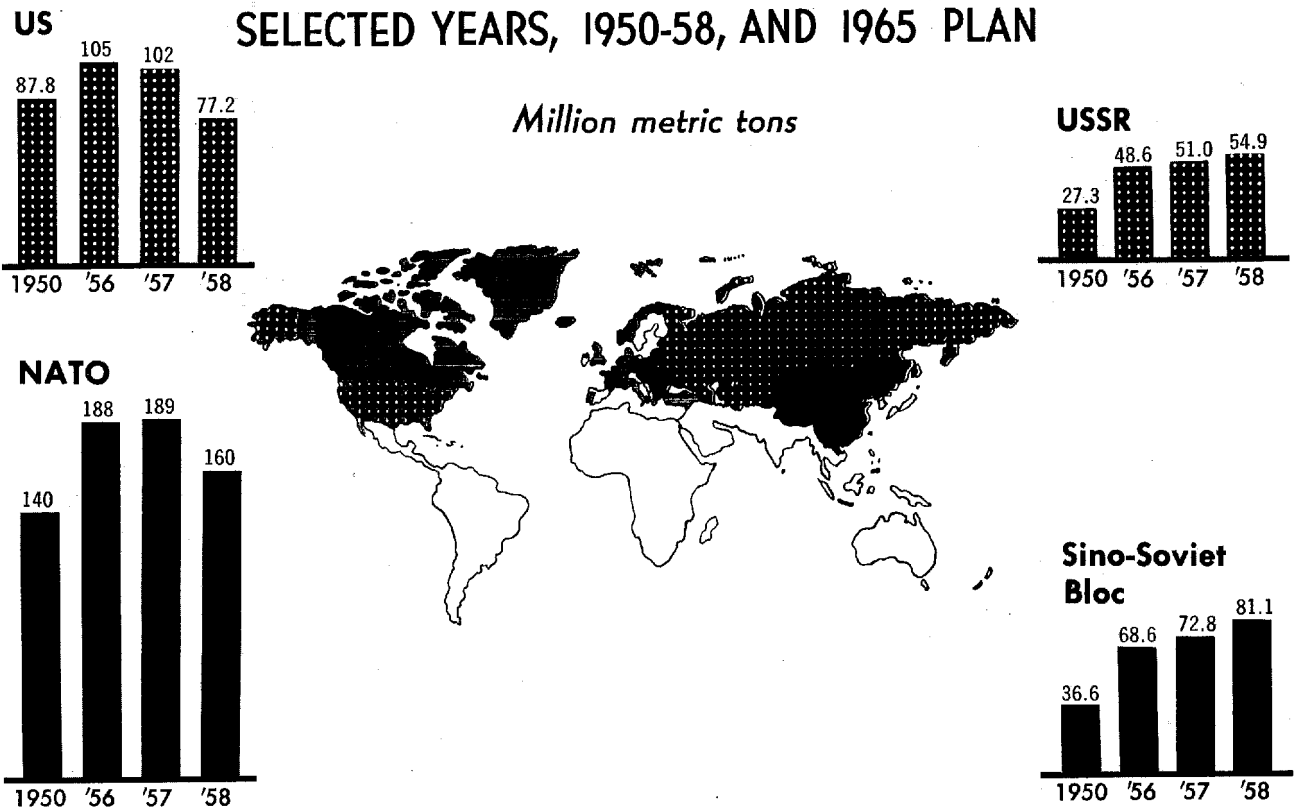 SELECTED YEARS, 1950-58, AND 1965 PLAN
Million metric tons
US
87.8
105
102
77.2
1950 '56 '57 '58
USSR
27.3
48.6
51.0
54.9
1950 '56 '57 '58
NATO
140
188
189
160
1950 '56 '57 '58
Sino-Soviet
Bloc
36.6
68.6
72.8
81.1
1950 '56 '57 '58